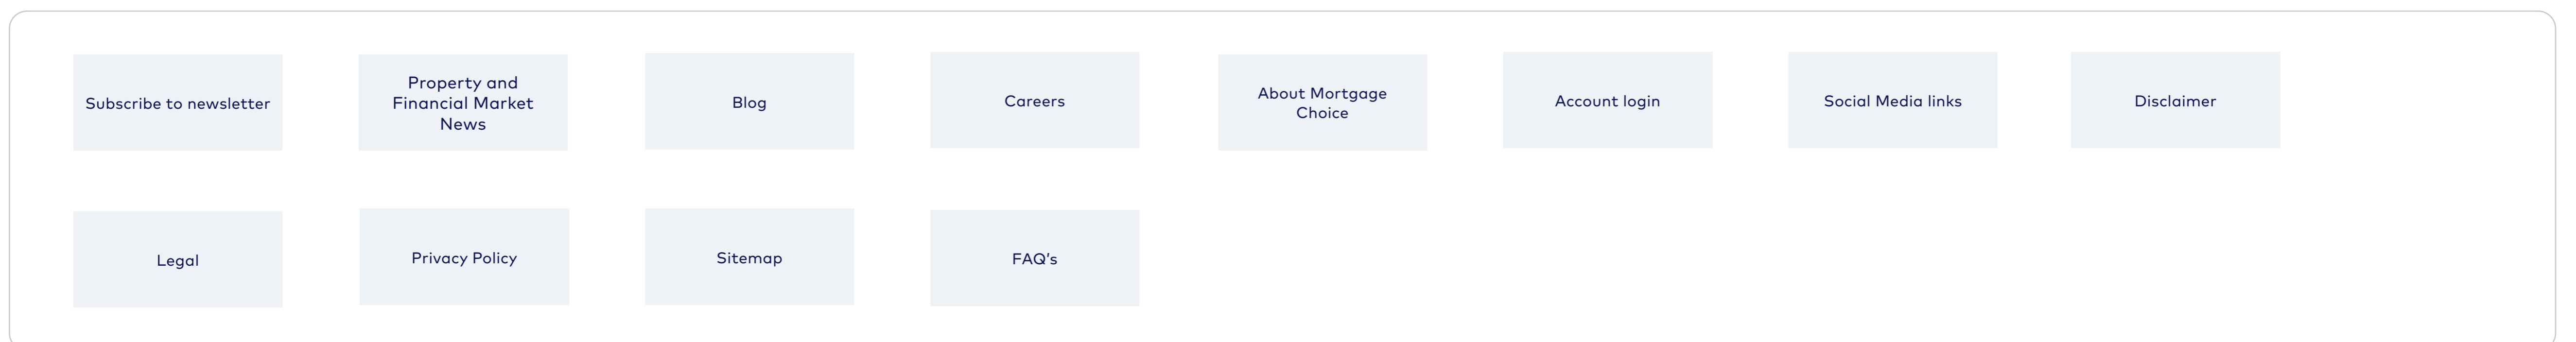 Subscribe to newsletter
Property and
Financial Market
News
Blog
Careers
About Mortgage
Choice
Account login
Social Media links
Disclaimer
Legal
Privacy Policy
Sitemap
FAQ's